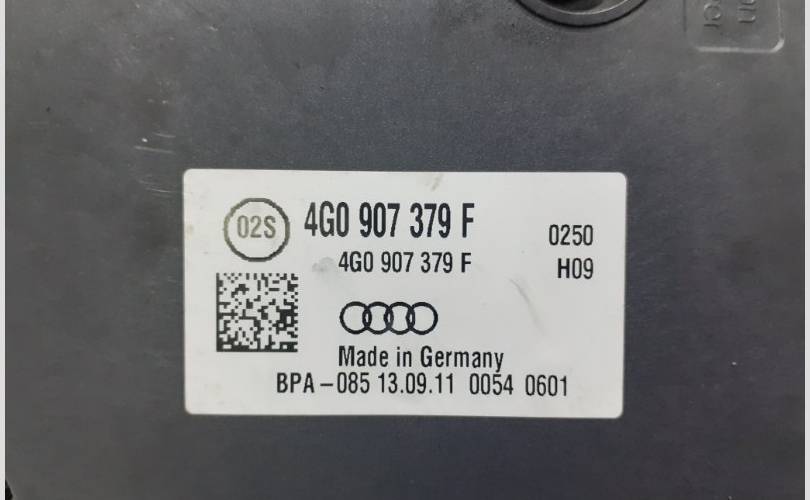 02S 4G0 907 379 F 0250
4G0 907 379 F H09
Made in Germany
BPA-085 13.09.11 0054 0601